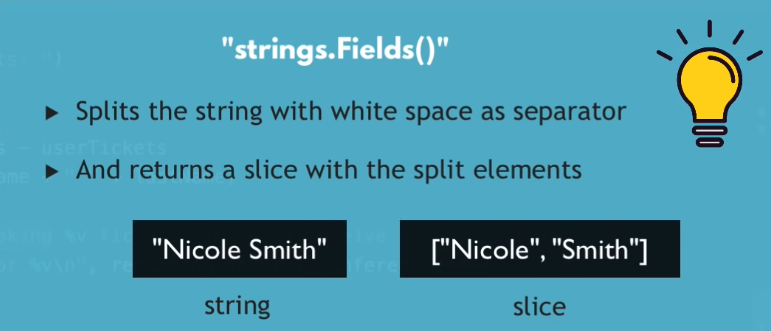 "strings.Fields()"
▸ Splits the string with white space as separator
- userTickets
▸ And returns a slice with the split elements
"Nicole Smith"
["Nicole", "Smith"]
string
slice